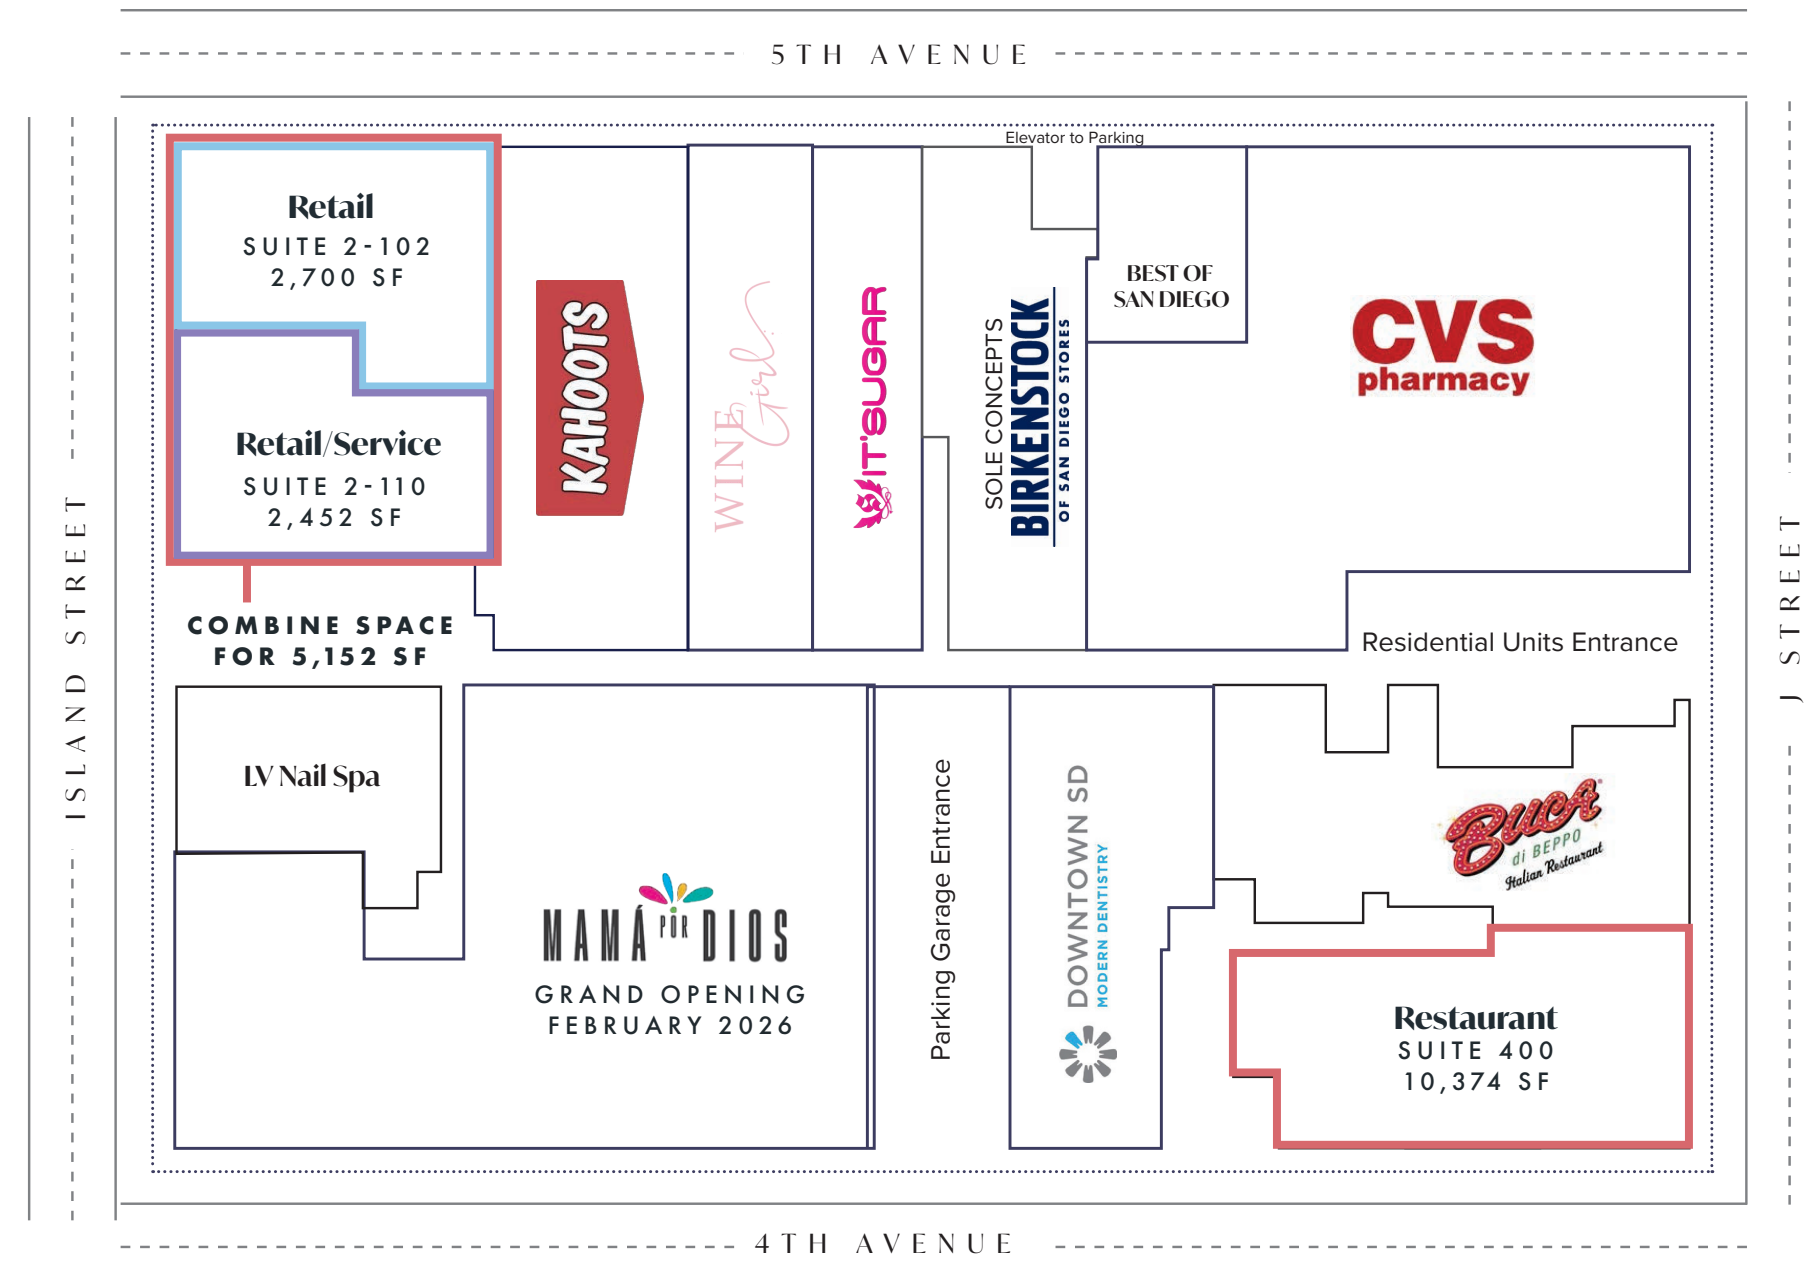 5TH AVENUE
Elevator to Parking
Retail
SUITE 2-102
2,700 SF
Retail/Service
SUITE 2-110
2,452 SF
COMBINE SPACE
FOR 5,152 SF
KAHOOTS
WINE
Girl
IT'SUGAR
SOLE CONCEPTS
BIRKENSTOCK
OF SAN DIEGO STORES
BEST OF
SAN DIEGO
CVS
pharmacy
Residential Units Entrance
ISLAND STREET
J STREET
LV Nail Spa
MAMÁ POR DIOS
GRAND OPENING
FEBRUARY 2026
Parking Garage Entrance
DOWNTOWN SD
MODERN DENTISTRY
BUCA
di BEPPO
Italian Restaurant
Restaurant
SUITE 400
10,374 SF
4TH AVENUE